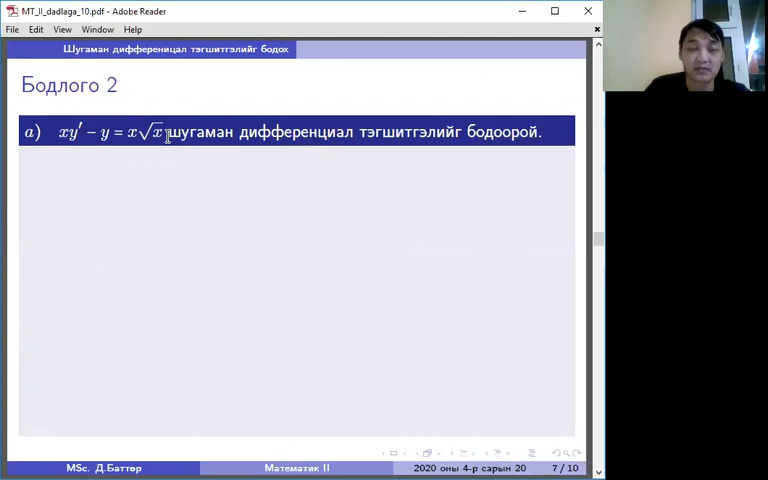 MT_II_dadlaga_10.pdf - Adobe Reader
File Edit View Window Help
Шугаман дифференицал тэгшитгэлийг бодох
Бодлого 2
a) xy′ − y = x√x шугаман дифференциал тэгшитгэлийг бодоорой.
MSc. Д.Баттөр Математик II 2020 оны 4-р сарын 20 7 / 10